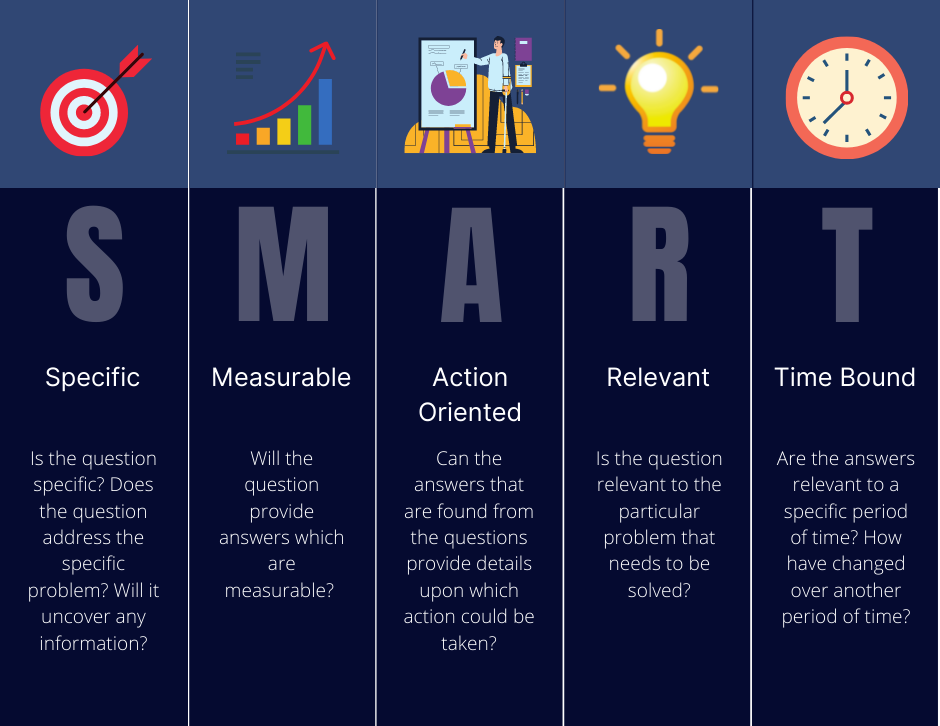 S
Specific
Is the question
specific? Does
the question
address the
specific
problem? Will it
uncover any
information?
M
Measurable
Will the
question
provide
answers which
are
measurable?
A
Action
Oriented
Can the
answers that
are found from
the questions
provide details
upon which
action could be
taken?
R
Relevant
Is the question
relevant to the
particular
problem that
needs to be
solved?
T
Time Bound
Are the answers
relevant to a
specific period
of time? How
have changed
over another
period of time?